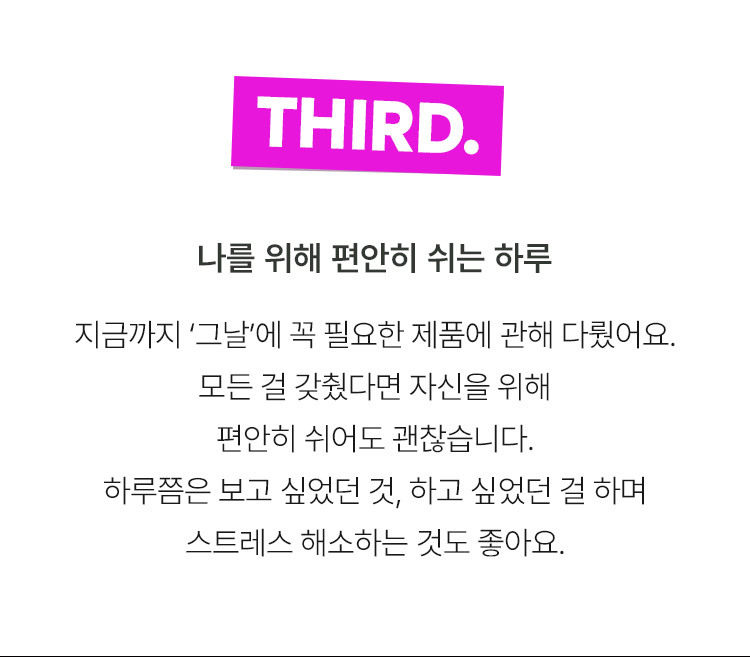 THIRD.
나를 위해 편안히 쉬는 하루
지금까지 ‘그날’에 꼭 필요한 제품에 관해 다뤘어요.
모든 걸 갖췄다면 자신을 위해
편안히 쉬어도 괜찮습니다.
하루쯤은 보고 싶었던 것, 하고 싶었던 걸 하며
스트레스 해소하는 것도 좋아요.